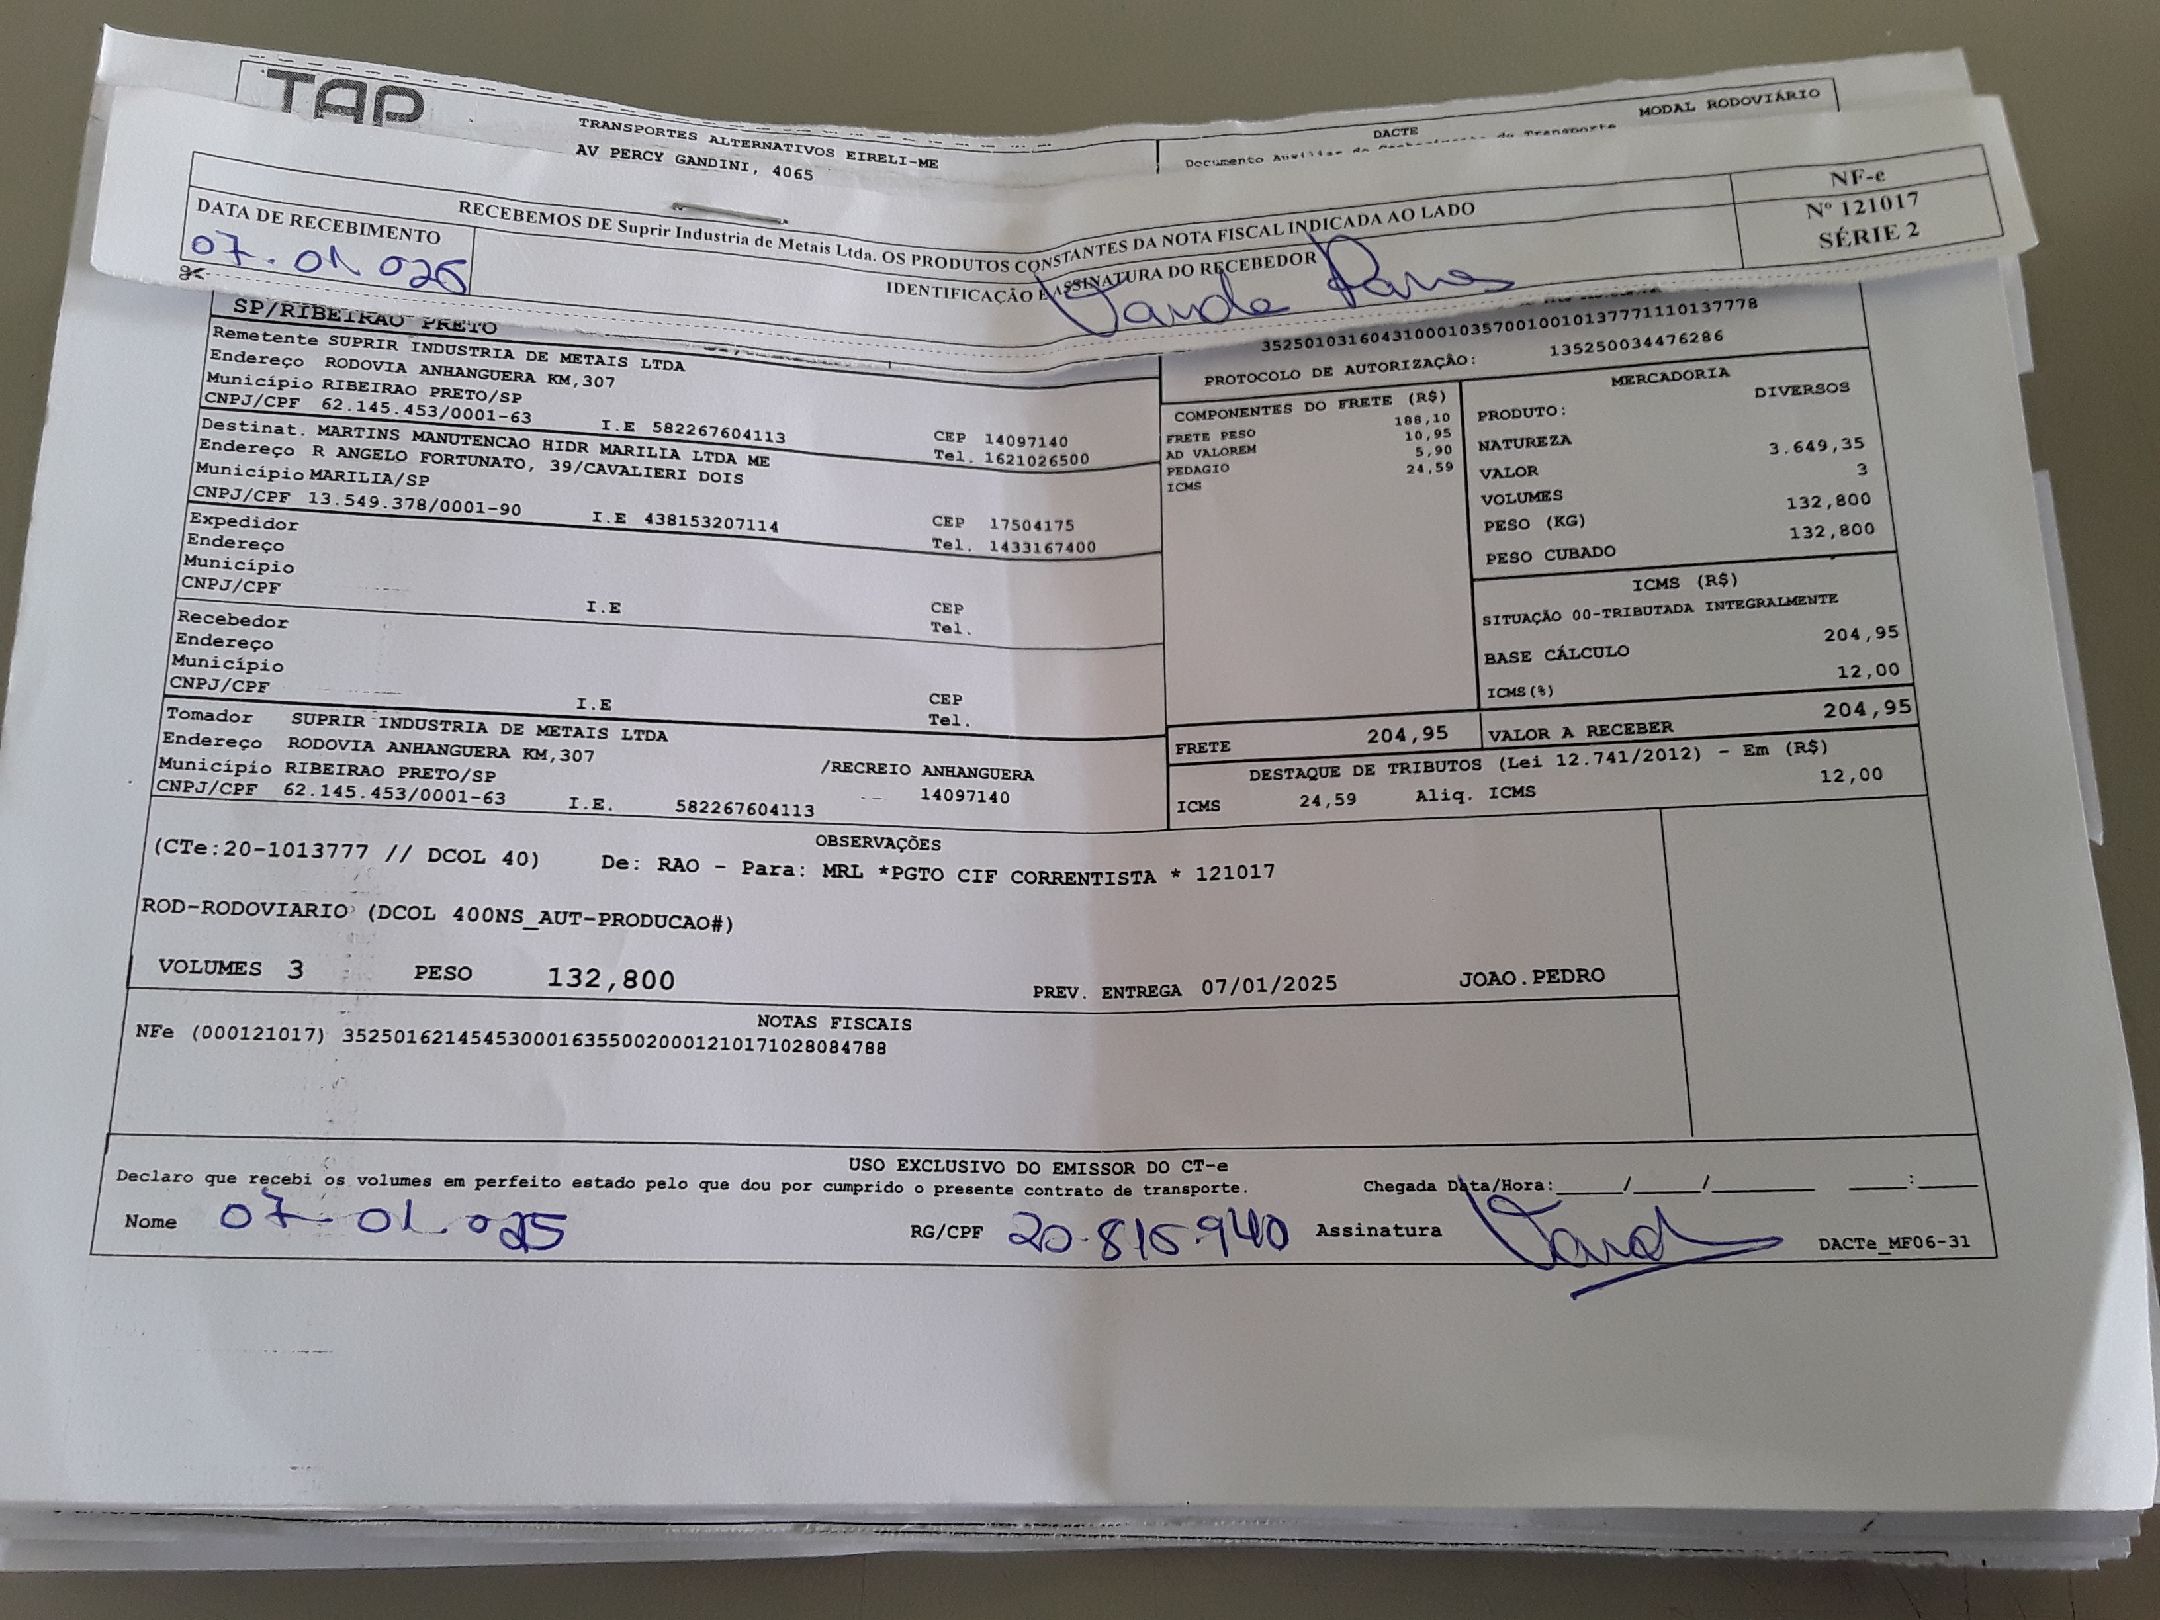 TAP
TRANSPORTES ALTERNATIVOS EIRELI-ME
AV PERCY GANDINI, 4065
DACTE
MODAL RODOVIÁRIO
Documento Auxiliar de Conhecimento de Transporte
RECEBEMOS DE Suprir Industria de Metais Ltda. OS PRODUTOS CONSTANTES DA NOTA FISCAL INDICADA AO LADO
NF-e
Nº 121017
SÉRIE 2
DATA DE RECEBIMENTO
07.01 025
IDENTIFICAÇÃO E ASSINATURA DO RECEBEDOR
SP/RIBEIRAO PRETO
Remetente SUPRIR INDUSTRIA DE METAIS LTDA
Endereço RODOVIA ANHANGUERA KM,307
Município RIBEIRAO PRETO/SP CEP 14097140
CNPJ/CPF 62.145.453/0001-63 I.E 582267604113 Tel. 1621026500
Destinat. MARTINS MANUTENCAO HIDR MARILIA LTDA ME
Endereço R ANGELO FORTUNATO, 39/CAVALIERI DOIS
Município MARILIA/SP CEP 17504175
CNPJ/CPF 13.549.378/0001-90 I.E 438153207114 Tel. 1433167400
Expedidor
Endereço
Município CEP
CNPJ/CPF I.E Tel.
Recebedor
Endereço
Município CEP
CNPJ/CPF I.E Tel.
Tomador SUPRIR INDUSTRIA DE METAIS LTDA
Endereço RODOVIA ANHANGUERA KM,307 /RECREIO ANHANGUERA
Município RIBEIRAO PRETO/SP 14097140
CNPJ/CPF 62.145.453/0001-63 I.E. 582267604113
35250103160431000103570010010137771110137778
PROTOCOLO DE AUTORIZAÇÃO: 135250034476286
COMPONENTES DO FRETE (R$)
FRETE PESO 188,10
AD VALOREM 10,95
PEDAGIO 5,90
ICMS 24,59
MERCADORIA
PRODUTO: DIVERSOS
NATUREZA
VALOR 3.649,35
VOLUMES 3
PESO (KG) 132,800
PESO CUBADO 132,800
ICMS (R$)
SITUAÇÃO 00-TRIBUTADA INTEGRALMENTE
BASE CÁLCULO 204,95
ICMS(%) 12,00
FRETE 204,95 VALOR A RECEBER 204,95
DESTAQUE DE TRIBUTOS (Lei 12.741/2012) - Em (R$)
ICMS 24,59 Aliq. ICMS 12,00
OBSERVAÇÕES
(CTe:20-1013777 // DCOL 40) De: RAO - Para: MRL *PGTO CIF CORRENTISTA * 121017
ROD-RODOVIARIO (DCOL 400NS_AUT-PRODUCAO#)
VOLUMES 3 PESO 132,800 PREV. ENTREGA 07/01/2025 JOAO.PEDRO
NOTAS FISCAIS
NFe (000121017) 35250162145453000163550020001210171028084788
USO EXCLUSIVO DO EMISSOR DO CT-e
Declaro que recebi os volumes em perfeito estado pelo que dou por cumprido o presente contrato de transporte. Chegada Data/Hora:_____/_____/_________ ____:_____
Nome 07-01-025 RG/CPF 20.815.940 Assinatura
DACTe_MF06-31